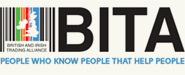 BITA
BRITISH AND IRISH
TRADING ALLIANCE
PEOPLE WHO KNOW PEOPLE THAT HELP PEOPLE